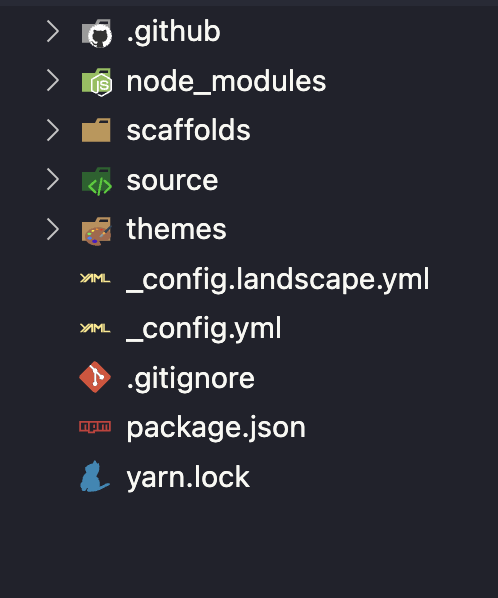 .github
node_modules
scaffolds
source
themes
_config.landscape.yml
_config.yml
.gitignore
package.json
yarn.lock